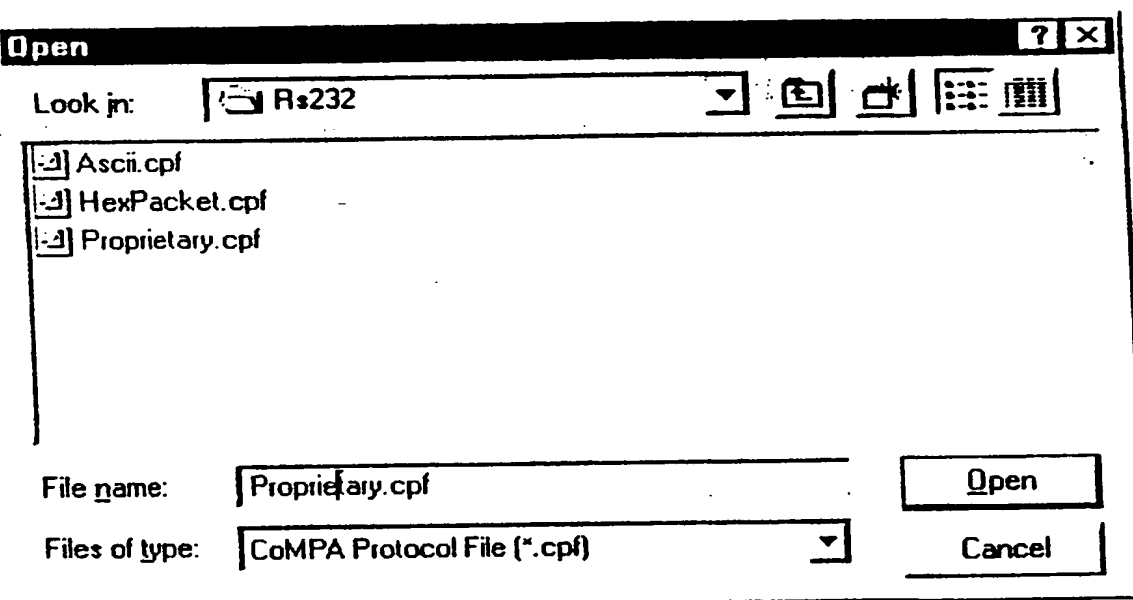 Open ? ×
Look in: Rs232
Ascii.cpf
HexPacket.cpf
Proprietary.cpf
File name: Proprietary.cpf Open
Files of type: CoMPA Protocol File (*.cpf) Cancel